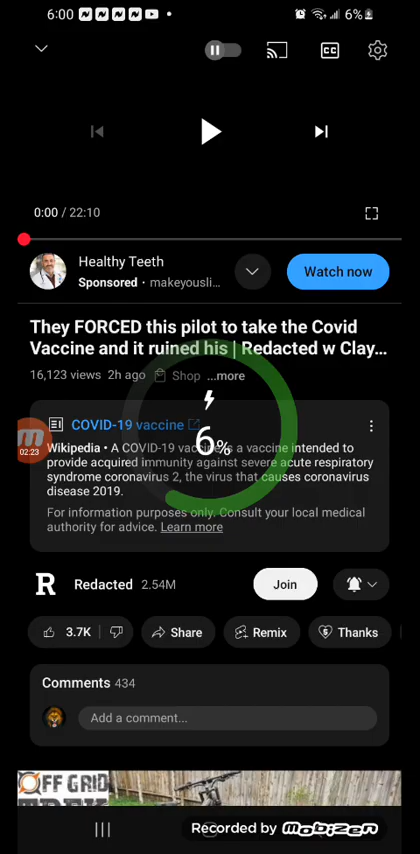 6:00
6%
CC
0:00 / 22:10
Healthy Teeth
Sponsored · makeyousli...
Watch now
They FORCED this pilot to take the Covid
Vaccine and it ruined his | Redacted w Clay...
16,123 views 2h ago Shop ...more
COVID-19 vaccine
6%
02:23
Wikipedia • A COVID-19 vaccine is a vaccine intended to
provide acquired immunity against severe acute respiratory
syndrome coronavirus 2, the virus that causes coronavirus
disease 2019.
For information purposes only. Consult your local medical
authority for advice. Learn more
R
Redacted 2.54M
Join
3.7K
Share
Remix
Thanks
Comments 434
Add a comment...
OFF GRID
TREK
Recorded by Mobizen